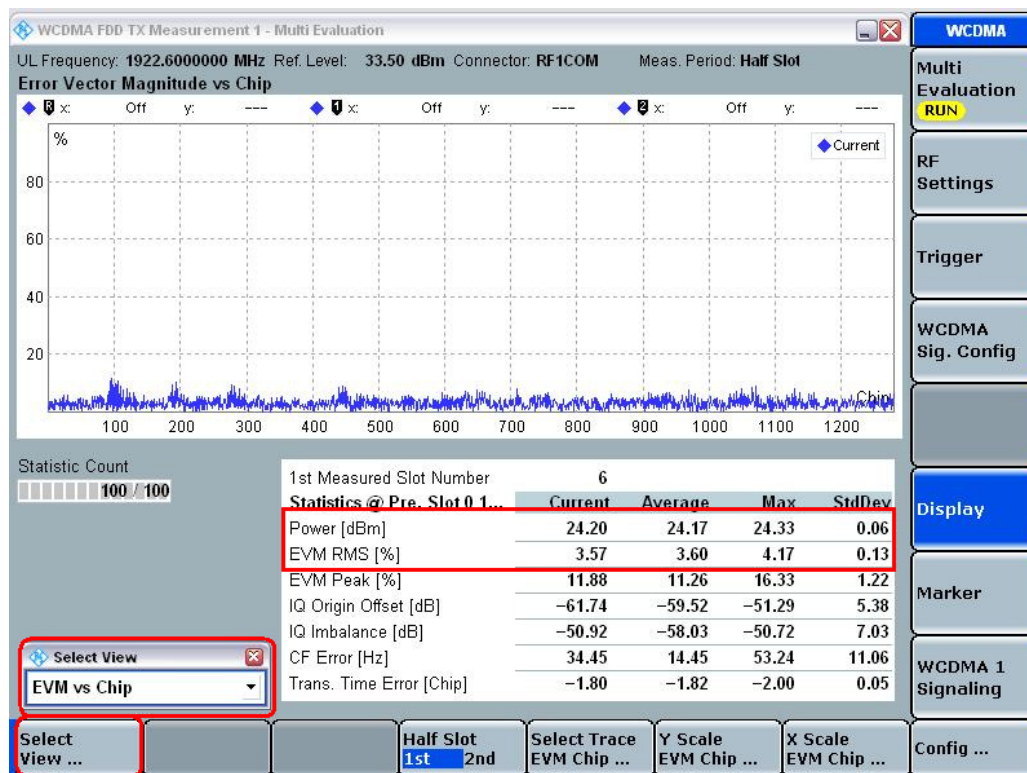 WCDMA FDD TX Measurement 1 - Multi Evaluation
UL Frequency: 1922.6000000 MHz Ref. Level: 33.50 dBm Connector: RF1COM Meas. Period: Half Slot
Error Vector Magnitude vs Chip
R x: Off y: --- 1 x: Off y: --- 2 x: Off y: ---
%
Current
80
60
40
20
Chip
100 200 300 400 500 600 700 800 900 1000 1100 1200
Statistic Count
100 / 100
1st Measured Slot Number 6
Statistics @ Pre. Slot 0 1... Current Average Max StdDev
Power [dBm] 24.20 24.17 24.33 0.06
EVM RMS [%] 3.57 3.60 4.17 0.13
EVM Peak [%] 11.88 11.26 16.33 1.22
IQ Origin Offset [dB] −61.74 −59.52 −51.29 5.38
IQ Imbalance [dB] −50.92 −58.03 −50.72 7.03
CF Error [Hz] 34.45 14.45 53.24 11.06
Trans. Time Error [Chip] −1.80 −1.82 −2.00 0.05
Select View
EVM vs Chip
Select
View ...
Half Slot
1st 2nd
Select Trace
EVM Chip ...
Y Scale
EVM Chip ...
X Scale
EVM Chip ...
WCDMA
Multi
Evaluation
RUN
RF
Settings
Trigger
WCDMA
Sig. Config
Display
Marker
WCDMA 1
Signaling
Config ...